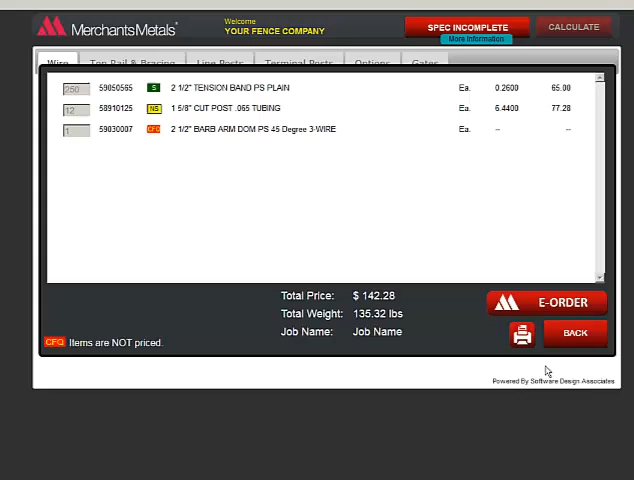 MerchantsMetals
Welcome
YOUR FENCE COMPANY
SPEC INCOMPLETE
CALCULATE
More Information
Wire Top Rail & Bracing Line Posts Terminal Posts Options Gates
250 59050565 S 2 1/2" TENSION BAND PS PLAIN Ea. 0.2600 65.00
12 58910125 NS 1 5/8" CUT POST .065 TUBING Ea. 6.4400 77.28
1 59030007 CFQ 2 1/2" BARB ARM DOM PS 45 Degree 3-WIRE Ea. -- --
Total Price: $ 142.28
Total Weight: 135.32 lbs
Job Name: Job Name
E-ORDER
BACK
CFQ Items are NOT priced.
Powered By Software Design Associates